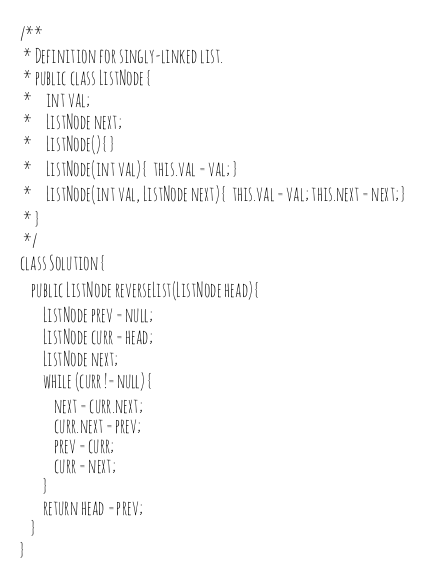 /**
 * Definition for singly-linked list.
 * public class ListNode {
 *     int val;
 *     ListNode next;
 *     ListNode() { }
 *     ListNode(int val) { this.val = val; }
 *     ListNode(int val, ListNode next) { this.val = val; this.next = next; }
 * }
 */
class Solution {
    public ListNode reverseList(ListNode head) {
        ListNode prev = null;
        ListNode curr = head;
        ListNode next;
        while (curr != null) {
            next = curr.next;
            curr.next = prev;
            prev = curr;
            curr = next;
        }
        return head = prev;
    }
}